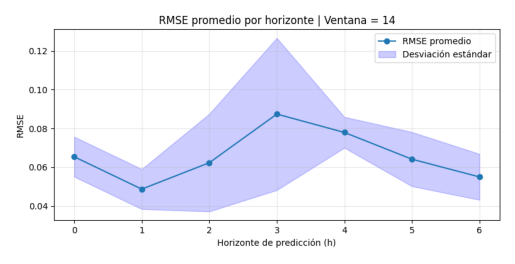 RMSE promedio por horizonte | Ventana = 14
RMSE promedio
Desviación estándar
RMSE
0.12
0.10
0.08
0.06
0.04
0 1 2 3 4 5 6
Horizonte de predicción (h)